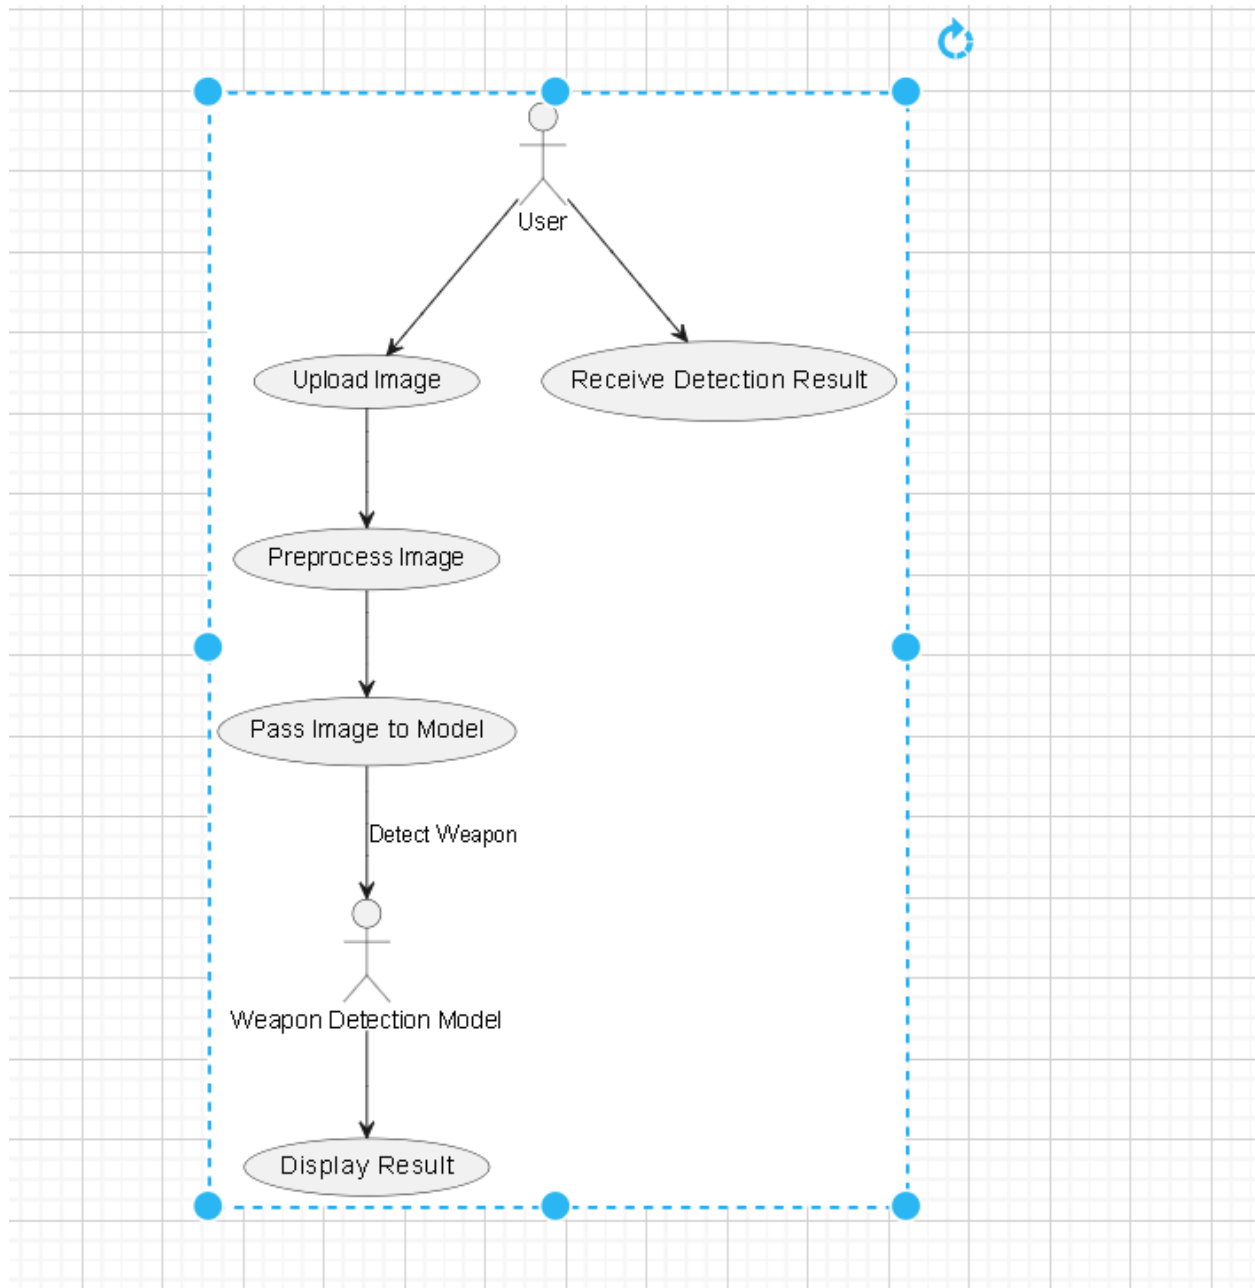 User
Upload Image
Receive Detection Result
Preprocess Image
Pass Image to Model
Detect Weapon
Weapon Detection Model
Display Result